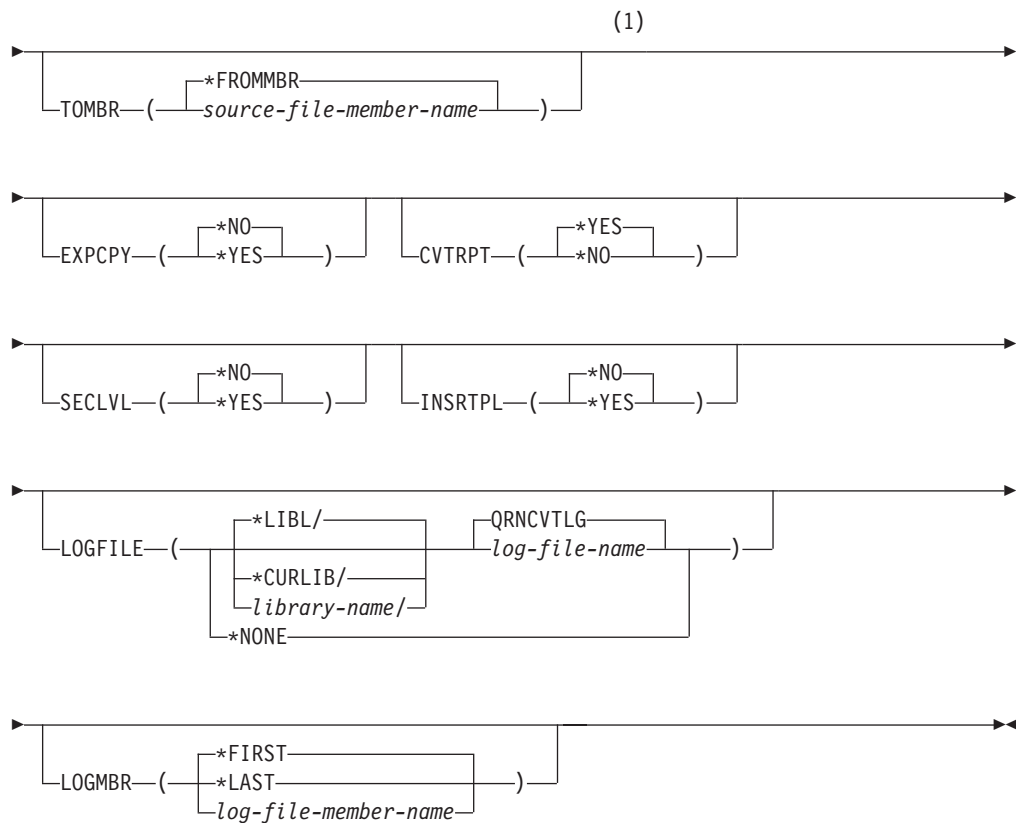 (1)
*FROMMBR
TOMBR ( source-file-member-name )
*NO *YES
EXPCPY ( *YES ) CVTRPT ( *NO )
*NO *NO
SECLVL ( *YES ) INSRTPL ( *YES )
*LIBL/ QRNCVTLG
LOGFILE ( log-file-name )
*CURLIB/
library-name/
*NONE
*FIRST
LOGMBR ( *LAST )
log-file-member-name